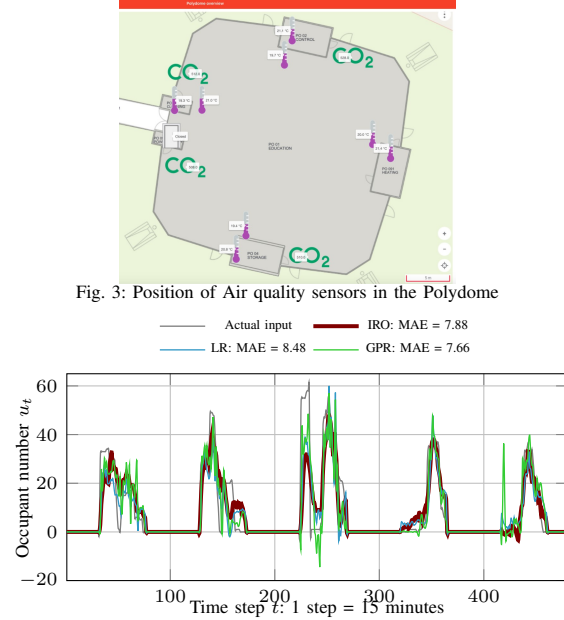 Polydome overview
PO 02
CONTROL
PO 01
EDUCATION
PO 001
HEATING
PO 04
STORAGE
Closed
CO2
CO2
CO2
CO2
5 m
Fig. 3: Position of Air quality sensors in the Polydome
Actual input
IRO: MAE = 7.88
LR: MAE = 8.48
GPR: MAE = 7.66
Occupant number u_t
60
40
20
0
−20
100
200
300
400
Time step t: 1 step = 15 minutes